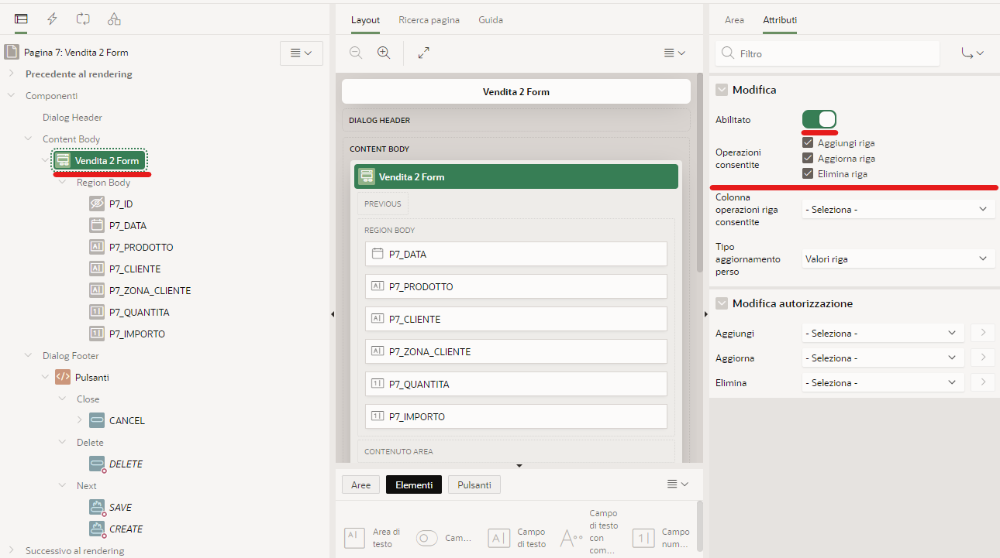 Pagina 7: Vendita 2 Form
Precedente al rendering
Componenti
Dialog Header
Content Body
Vendita 2 Form
Region Body
P7_ID
P7_DATA
P7_PRODOTTO
P7_CLIENTE
P7_ZONA_CLIENTE
P7_QUANTITA
P7_IMPORTO
Dialog Footer
Pulsanti
Close
CANCEL
Delete
DELETE
Next
SAVE
CREATE
Successivo al rendering
Layout
Ricerca pagina
Guida
Vendita 2 Form
DIALOG HEADER
CONTENT BODY
Vendita 2 Form
PREVIOUS
REGION BODY
P7_DATA
P7_PRODOTTO
P7_CLIENTE
P7_ZONA_CLIENTE
P7_QUANTITA
P7_IMPORTO
CONTENUTO AREA
Aree
Elementi
Pulsanti
Area di
testo
Cam...
Campo
di testo
Campo
di testo
con
com...
Campo
num...
Area
Attributi
Filtro
Modifica
Abilitato
Operazioni
consentite
Aggiungi riga
Aggiorna riga
Elimina riga
Colonna
operazioni riga
consentite
- Seleziona -
Tipo
aggiornamento
perso
Valori riga
Modifica autorizzazione
Aggiungi
- Seleziona -
Aggiorna
- Seleziona -
Elimina
- Seleziona -